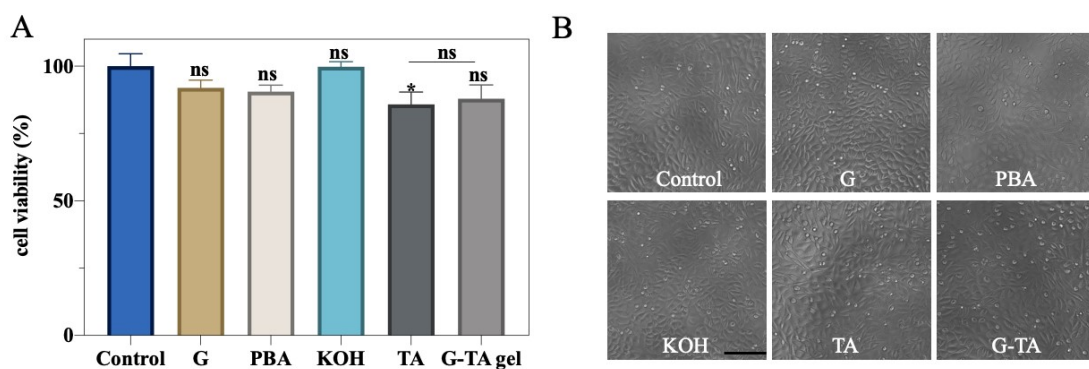 A
cell viability (%)
100
50
0
ns
ns
ns
*
ns
ns
Control
G
PBA
KOH
TA
G-TA gel
B
Control
G
PBA
KOH
TA
G-TA